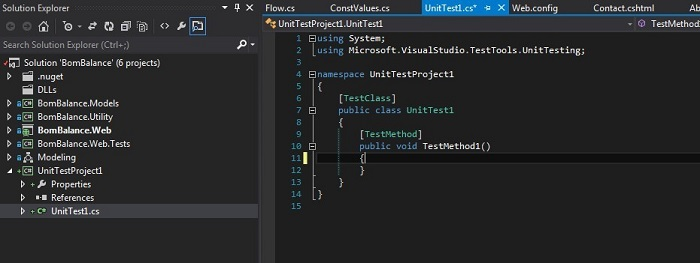 Solution Explorer
Search Solution Explorer (Ctrl+;)
Solution 'BomBalance' (6 projects)
.nuget
DLLs
BomBalance.Models
BomBalance.Utility
BomBalance.Web
BomBalance.Web.Tests
Modeling
UnitTestProject1
Properties
References
UnitTest1.cs
Flow.cs ConstValues.cs UnitTest1.cs* Web.config Contact.cshtml Ab
UnitTestProject1.UnitTest1 TestMethod
1 using System;
2 using Microsoft.VisualStudio.TestTools.UnitTesting;
3
4 namespace UnitTestProject1
5 {
6 [TestClass]
7 public class UnitTest1
8 {
9 [TestMethod]
10 public void TestMethod1()
11 {
12 }
13 }
14 }
15